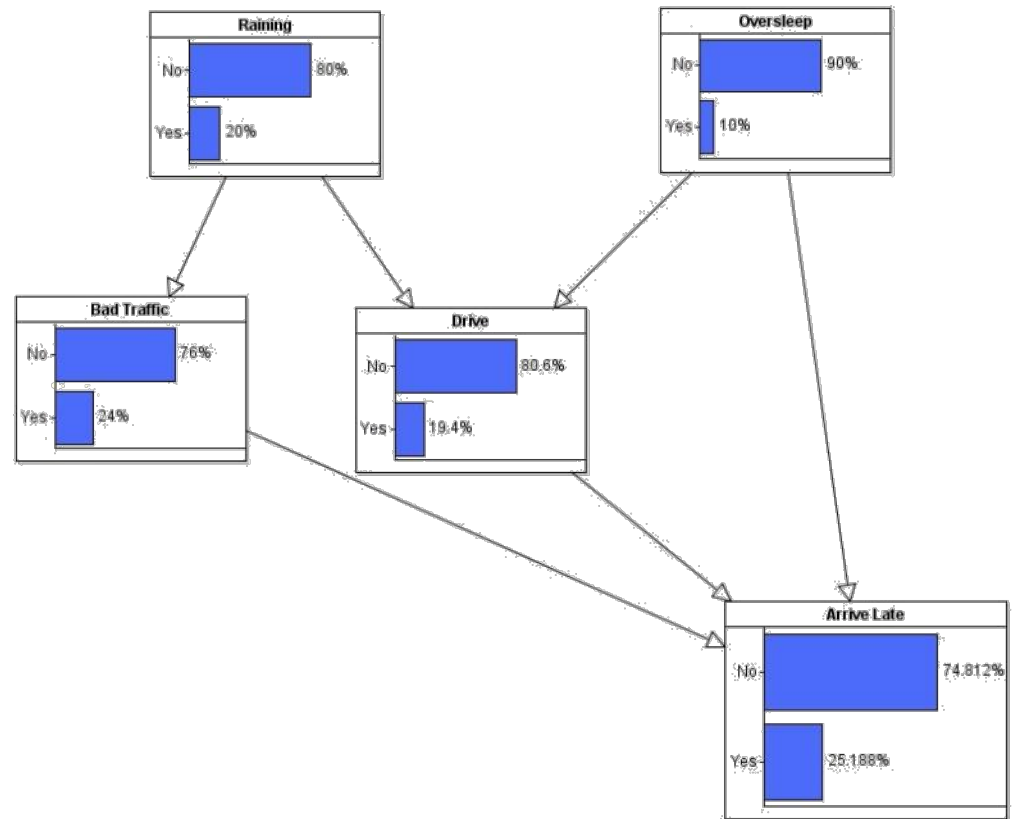 Raining
No 80%
Yes 20%
Oversleep
No 90%
Yes 10%
Bad Traffic
No 76%
Yes 24%
Drive
No 80.6%
Yes 19.4%
Arrive Late
No 74.812%
Yes 25.188%